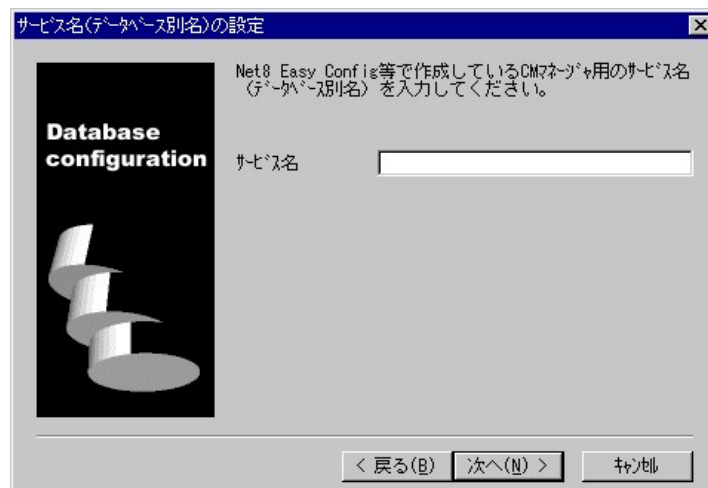 ｻｰﾋﾞｽ名(ﾃﾞｰﾀﾍﾞｰｽ別名)の設定
Net8 Easy Config等で作成しているCMﾏﾈｰｼﾞｬ用のｻｰﾋﾞｽ名
（ﾃﾞｰﾀﾍﾞｰｽ別名）を入力してください。
Database
configuration
ｻｰﾋﾞｽ名
< 戻る(B)
次へ(N) >
ｷｬﾝｾﾙ